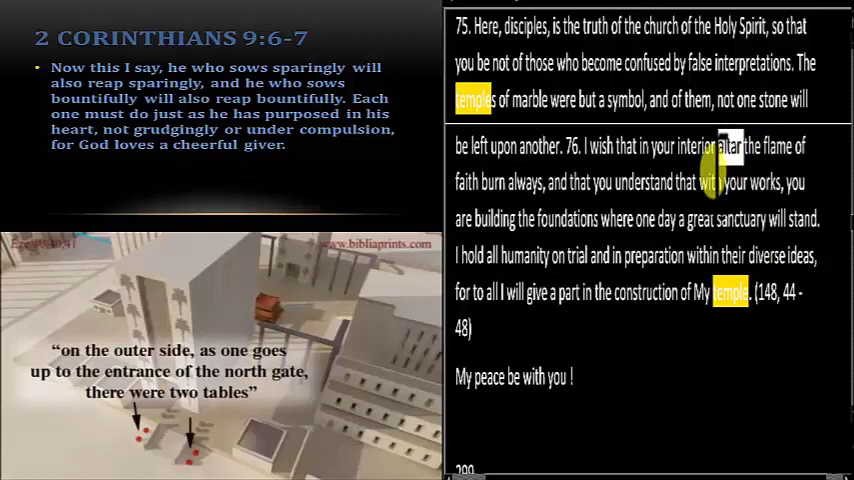 2 CORINTHIANS 9:6-7
• Now this I say, he who sows sparingly will
also reap sparingly, and he who sows
bountifully will also reap bountifully. Each
one must do just as he has purposed in his
heart, not grudgingly or under compulsion,
for God loves a cheerful giver.
www.bibliaprints.com
“on the outer side, as one goes
up to the entrance of the north gate,
there were two tables”
75. Here, disciples, is the truth of the church of the Holy Spirit, so that
you be not of those who become confused by false interpretations. The
temples of marble were but a symbol, and of them, not one stone will
be left upon another. 76. I wish that in your interior altar the flame of
faith burn always, and that you understand that with your works, you
are building the foundations where one day a great sanctuary will stand.
I hold all humanity on trial and in preparation within their diverse ideas,
for to all I will give a part in the construction of My temple. (148, 44 -
48)
My peace be with you !